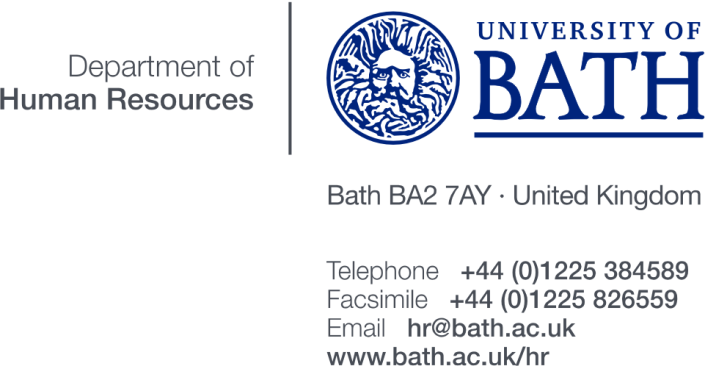 Department of
Human Resources
UNIVERSITY OF
BATH
Bath BA2 7AY · United Kingdom
Telephone +44 (0)1225 384589
Facsimile +44 (0)1225 826559
Email hr@bath.ac.uk
www.bath.ac.uk/hr